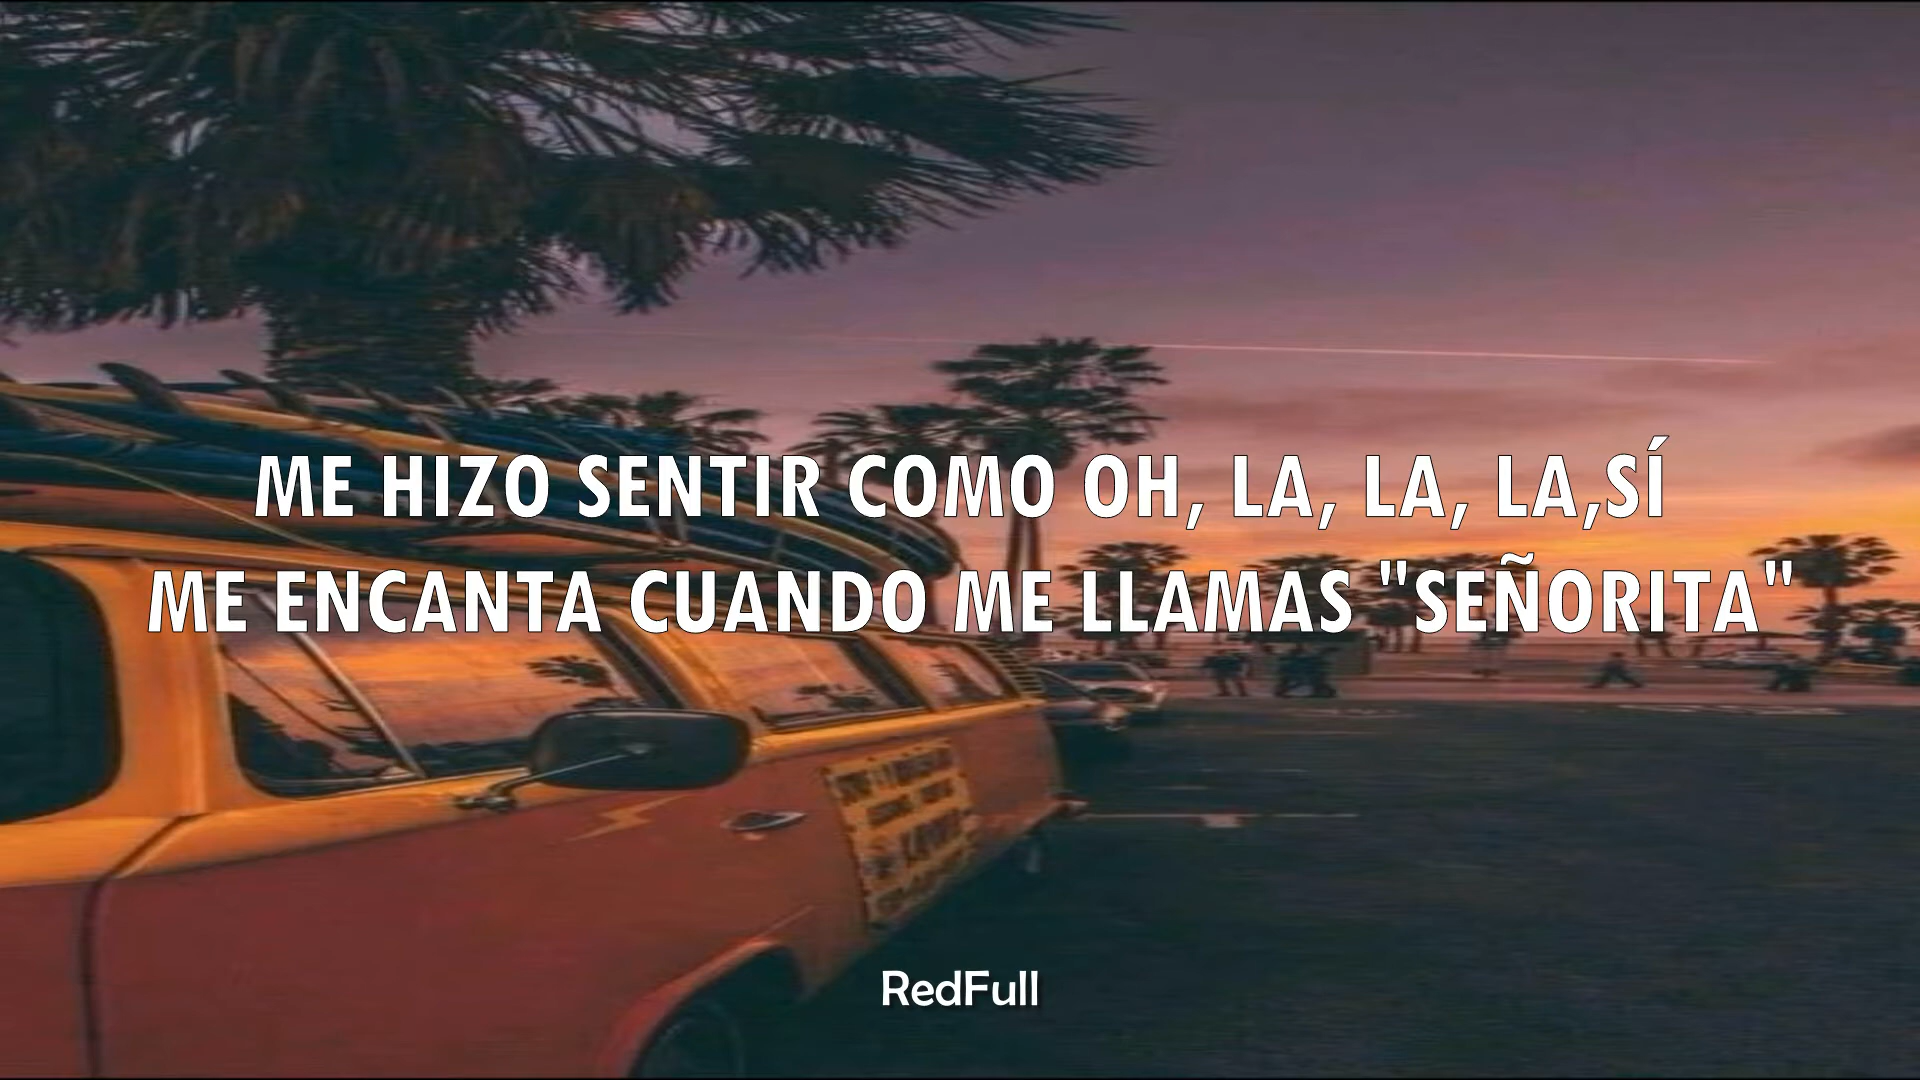 ME HIZO SENTIR COMO OH, LA, LA, LA,SÍ
ME ENCANTA CUANDO ME LLAMAS "SEÑORITA"
RedFull